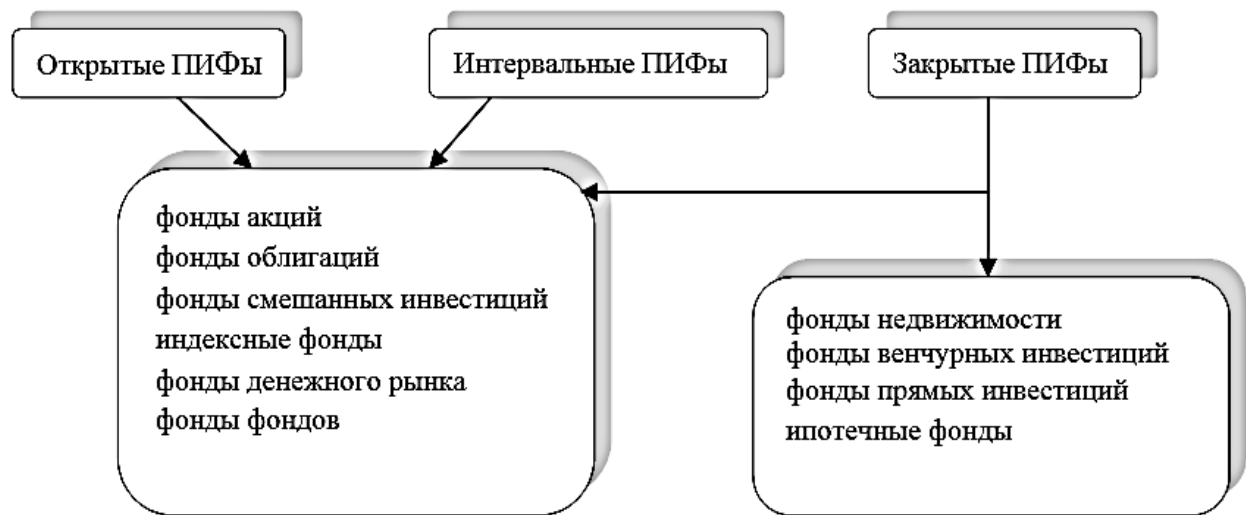 Открытые ПИФы
Интервальные ПИФы
Закрытые ПИФы
фонды акций
фонды облигаций
фонды смешанных инвестиций
индексные фонды
фонды денежного рынка
фонды фондов
фонды недвижимости
фонды венчурных инвестиций
фонды прямых инвестиций
ипотечные фонды